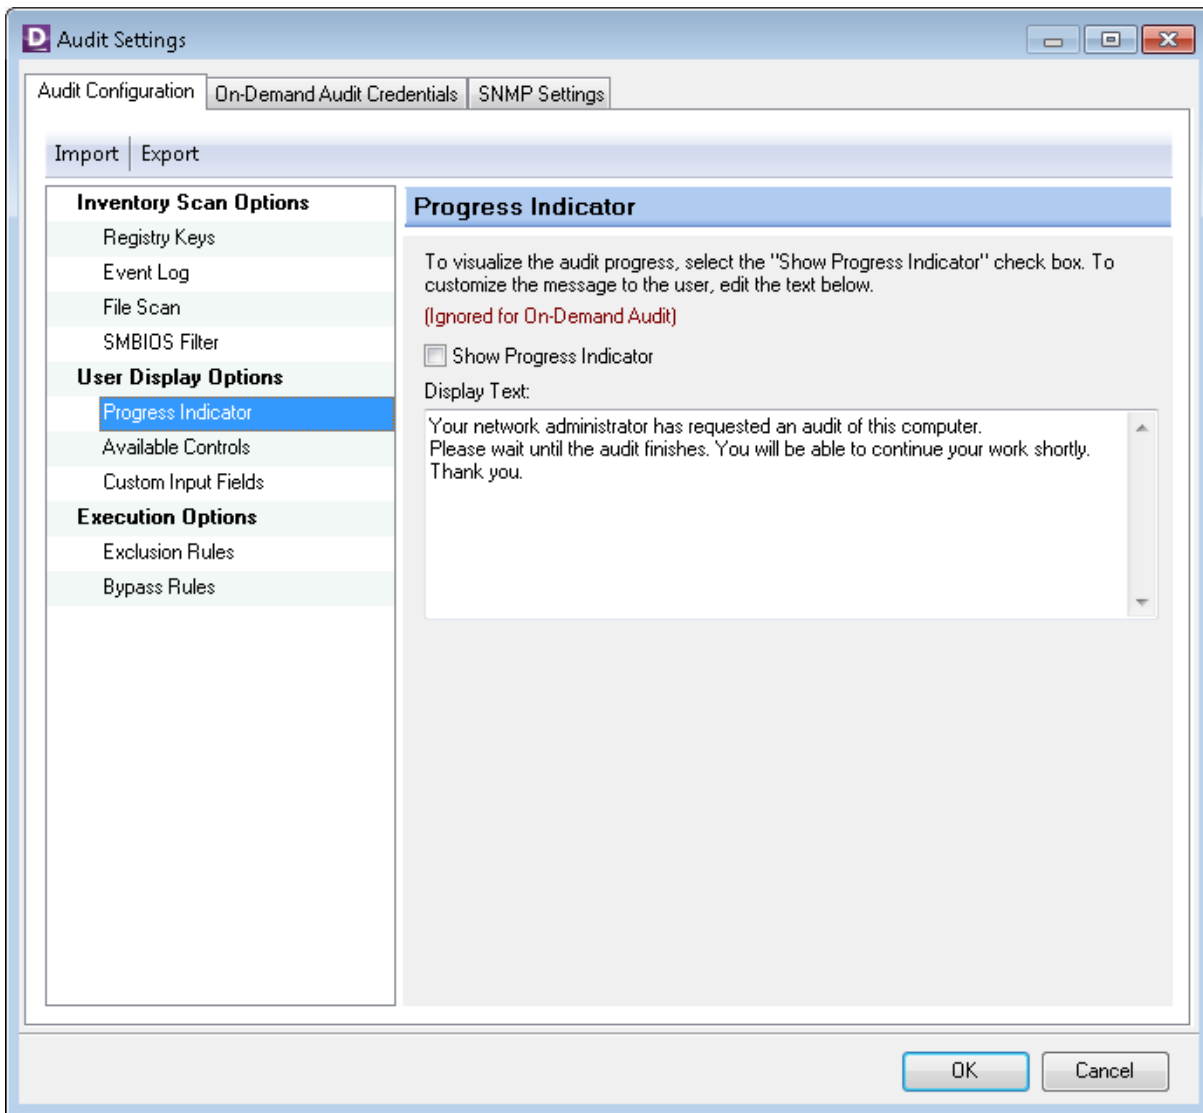 D Audit Settings
Audit Configuration On-Demand Audit Credentials SNMP Settings
Import Export
Inventory Scan Options
Registry Keys
Event Log
File Scan
SMBIOS Filter
User Display Options
Progress Indicator
Available Controls
Custom Input Fields
Execution Options
Exclusion Rules
Bypass Rules
Progress Indicator
To visualize the audit progress, select the "Show Progress Indicator" check box. To
customize the message to the user, edit the text below.
(Ignored for On-Demand Audit)
Show Progress Indicator
Display Text:
Your network administrator has requested an audit of this computer.
Please wait until the audit finishes. You will be able to continue your work shortly.
Thank you.
OK Cancel